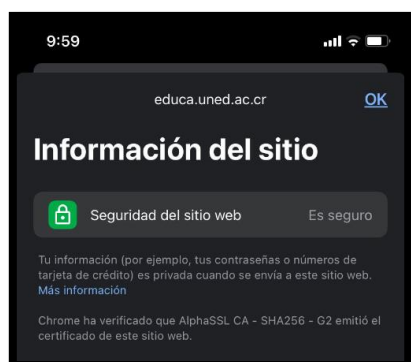 9:59
educa.uned.ac.cr OK
Información del sitio
Seguridad del sitio web Es seguro
Tu información (por ejemplo, tus contraseñas o números de
tarjeta de crédito) es privada cuando se envía a este sitio web.
Más información
Chrome ha verificado que AlphaSSL CA - SHA256 - G2 emitió el
certificado de este sitio web.